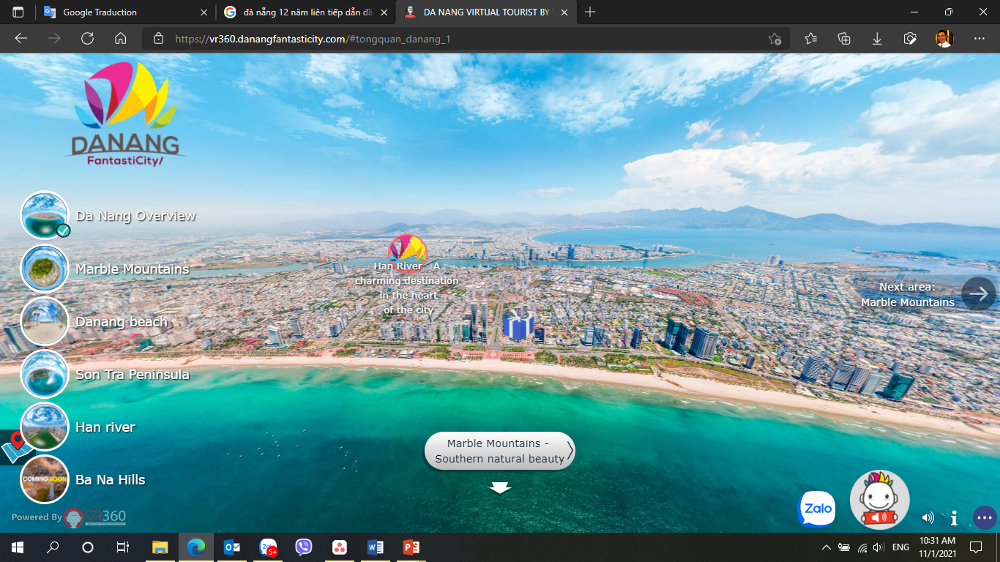 Google Traduction
đà nẵng 12 năm liên tiếp dẫn đầ
DA NANG VIRTUAL TOURIST BY
https://vr360.danangfantasticity.com/#tongquan_danang_1
DANANG
FantastiCity!
Da Nang Overview
Marble Mountains
Danang beach
Son Tra Peninsula
Han river
COMING SOON
Ba Na Hills
Han River - A
charming destination
in the heart
of the city
Next area:
Marble Mountains
Marble Mountains -
Southern natural beauty
Powered By
VR360
Zalo
5+
ENG
10:31 AM
11/1/2021